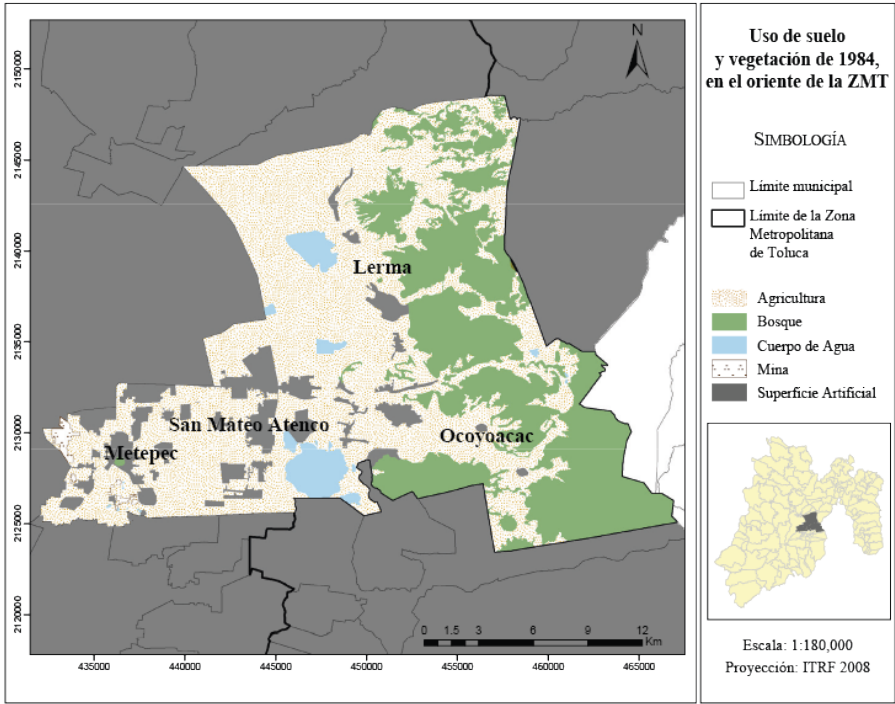 2150000
2145000
2140000
2135000
2130000
2125000
2120000
435000
440000
445000
450000
455000
460000
465000
N
Lerma
San Mateo Atenco
Ocoyoacac
Metepec
0 1.5 3 6 9 12
Km
Uso de suelo
y vegetación de 1984,
en el oriente de la ZMT
SIMBOLOGÍA
Límite municipal
Límite de la Zona
Metropolitana
de Toluca
Agricultura
Bosque
Cuerpo de Agua
Mina
Superficie Artificial
Escala: 1:180,000
Proyección: ITRF 2008